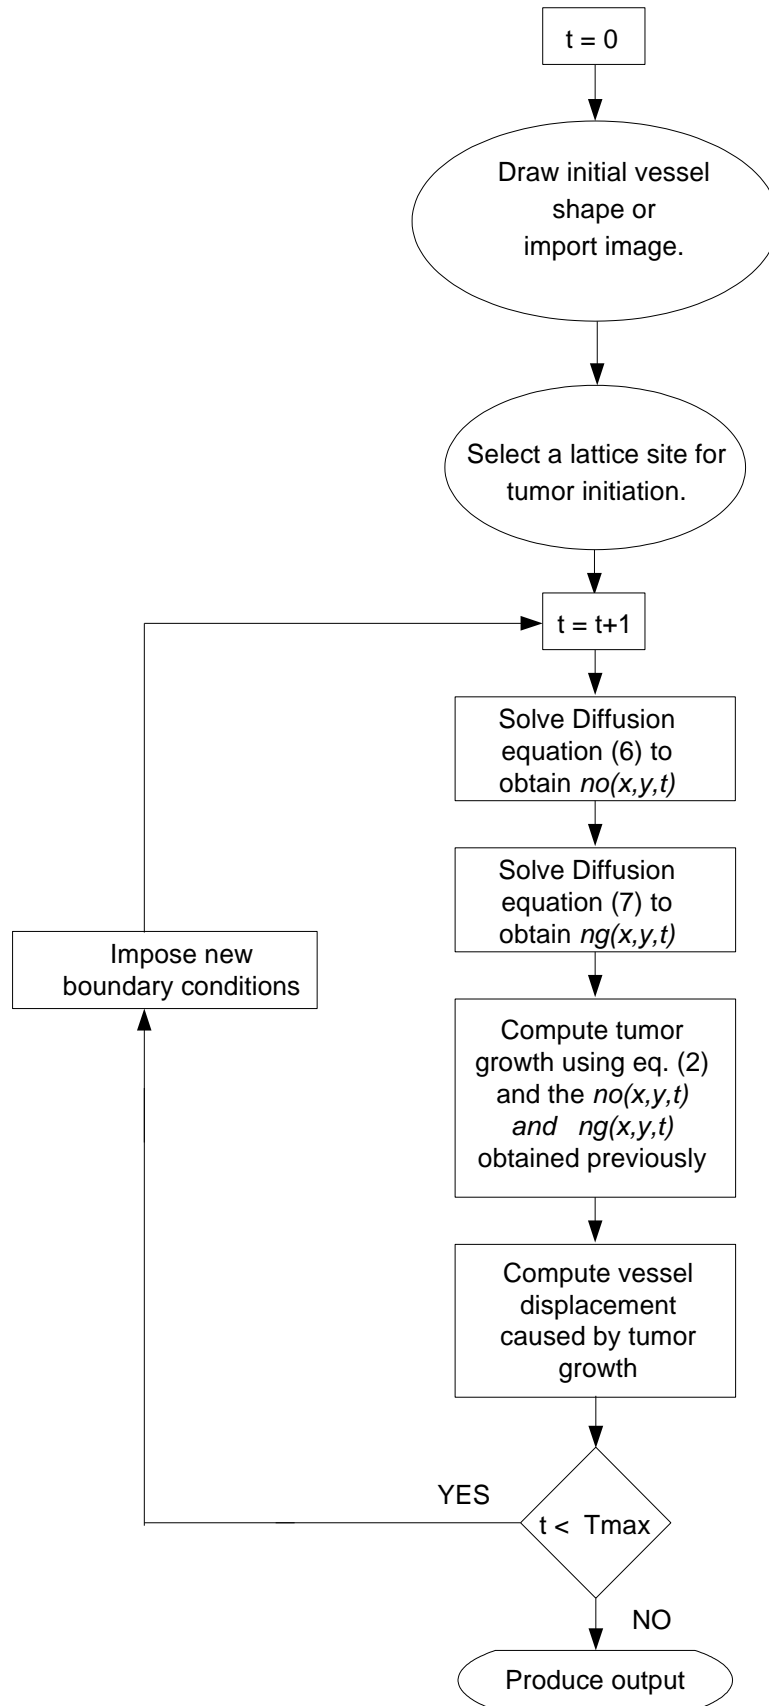 t = 0
Draw initial vessel
shape or
import image.
Select a lattice site for
tumor initiation.
t = t+1
Solve Diffusion
equation (6) to
obtain no(x,y,t)
Solve Diffusion
equation (7) to
obtain ng(x,y,t)
Impose new
boundary conditions
Compute tumor
growth using eq. (2)
and the no(x,y,t)
and ng(x,y,t)
obtained previously
Compute vessel
displacement
caused by tumor
growth
YES
t < Tmax
NO
Produce output